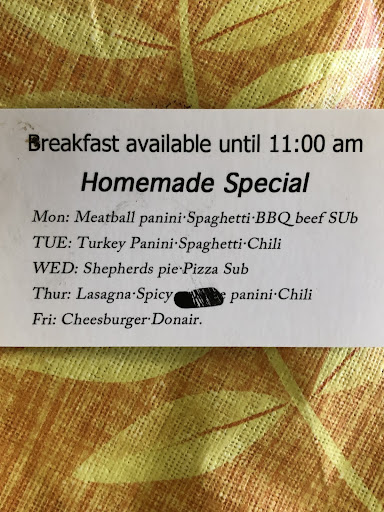 Breakfast available until 11:00 am
Homemade Special
Mon: Meatball panini·Spaghetti·BBQ beef SUb
TUE: Turkey Panini·Spaghetti·Chili
WED: Shepherds pie·Pizza Sub
Thur: Lasagna·Spicy panini·Chili
Fri: Cheesburger·Donair.